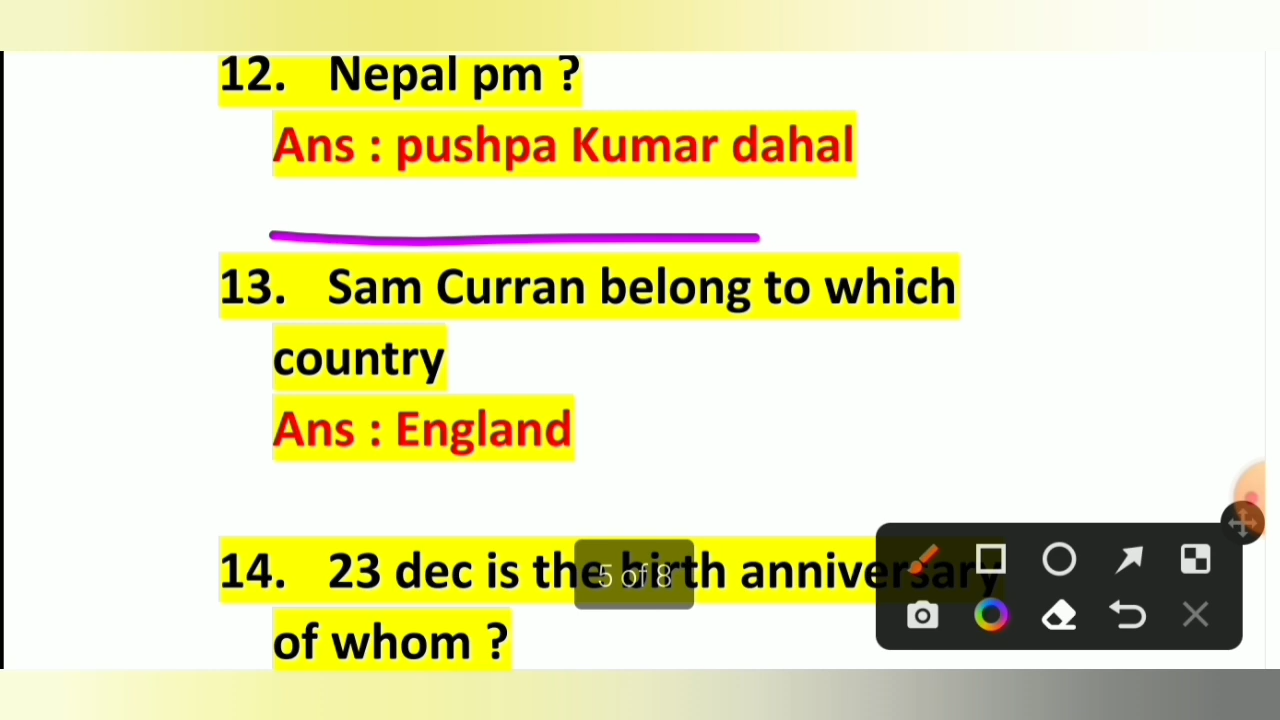 12. Nepal pm ?
Ans : pushpa Kumar dahal
13. Sam Curran belong to which
country
Ans : England
14. 23 dec is the birth anniversary
5 of 8
of whom ?